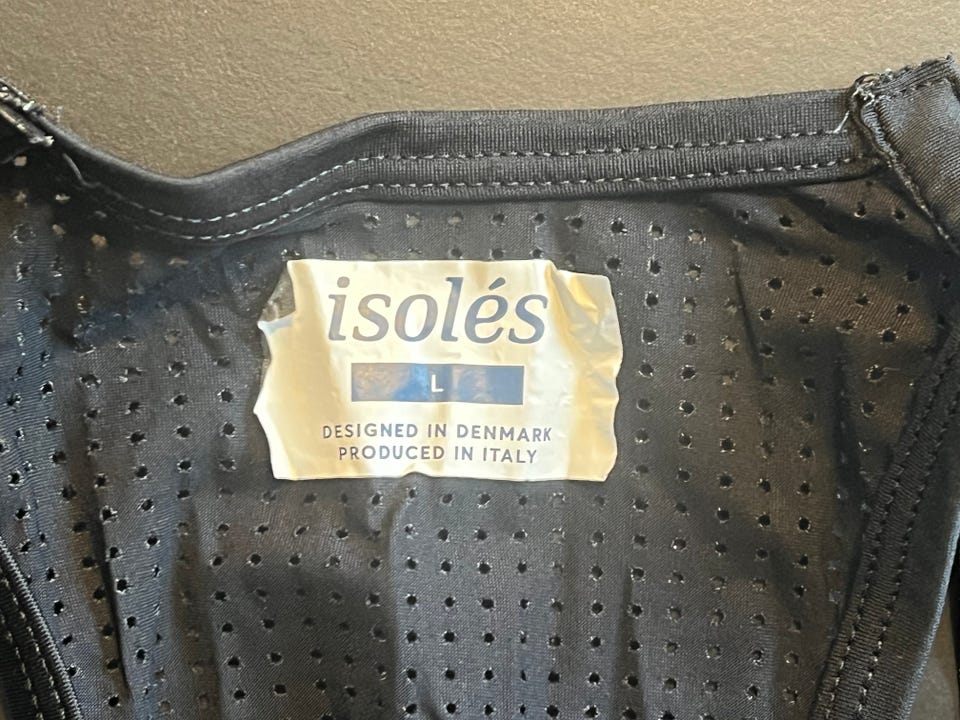 isolés
L
DESIGNED IN DENMARK
PRODUCED IN ITALY